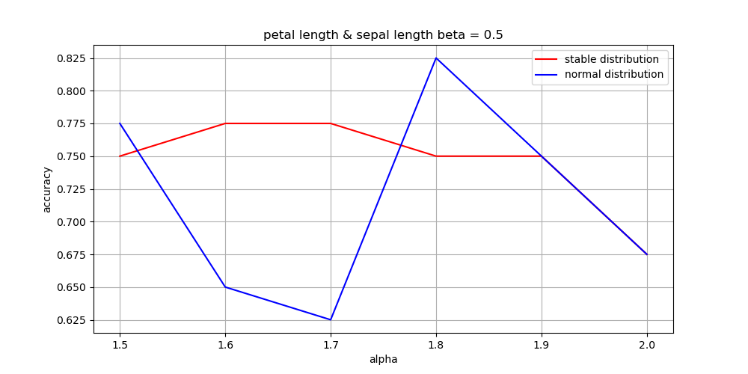 petal length & sepal length beta = 0.5
stable distribution
normal distribution
0.825
0.800
0.775
0.750
0.725
0.700
0.675
0.650
0.625
accuracy
1.5 1.6 1.7 1.8 1.9 2.0
alpha